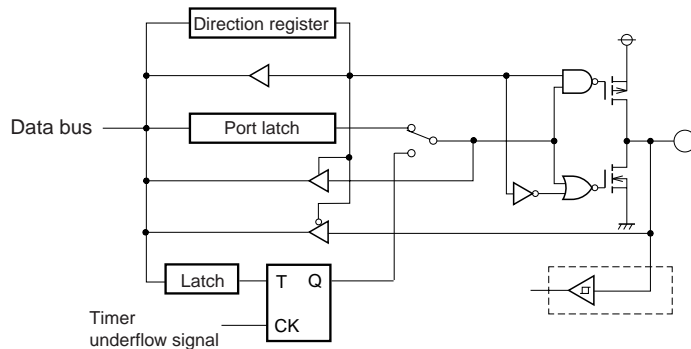 Direction register
Data bus
Port latch
Latch
T
Q
CK
Timer
underflow signal